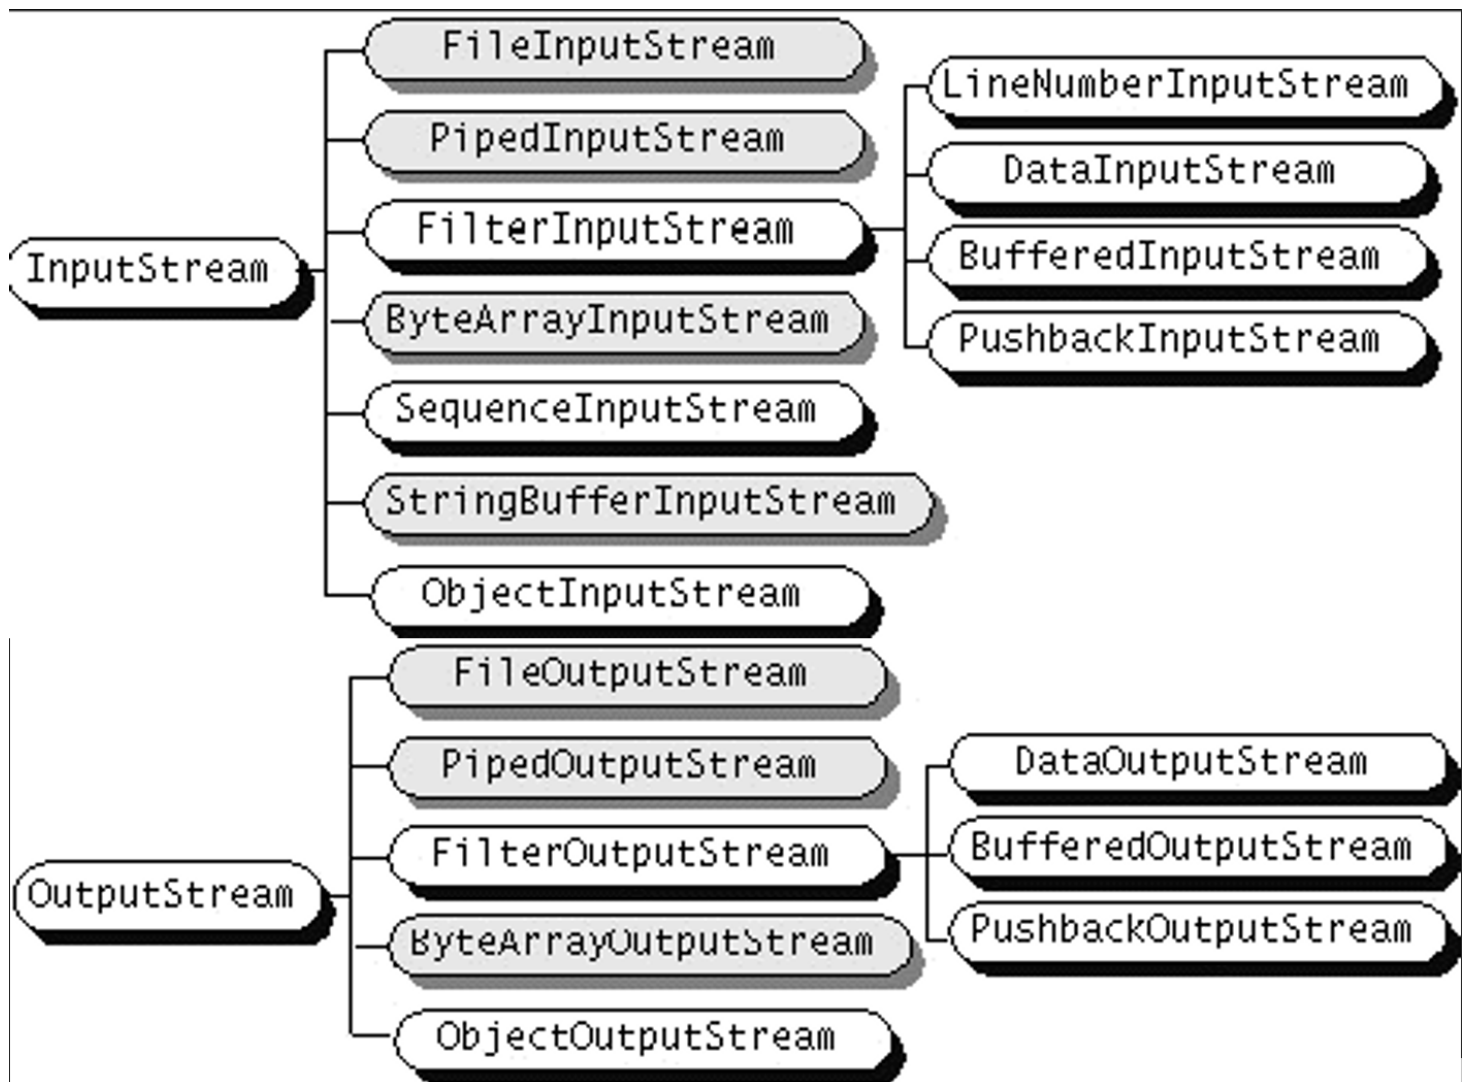 FileInputStream
LineNumberInputStream
PipedInputStream
DataInputStream
FilterInputStream
BufferedInputStream
InputStream
ByteArrayInputStream
PushbackInputStream
SequenceInputStream
StringBufferInputStream
ObjectInputStream
FileOutputStream
PipedOutputStream
DataOutputStream
FilterOutputStream
BufferedOutputStream
OutputStream
ByteArrayOutputStream
PushbackOutputStream
ObjectOutputStream